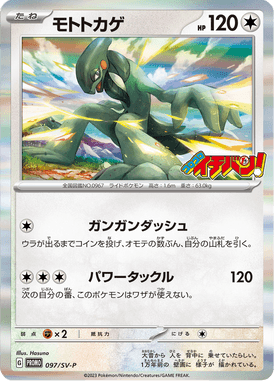 たね
モトトカゲ
HP 120
コロコロイチバン!
全国図鑑NO.0967 ライドポケモン 高さ:1.6m 重さ:63.0kg
ガンガンダッシュ
ウラが出るまでコインを投げ、オモテの数ぶん、自分の山札を引く。
パワータックル 120
次の自分の番、このポケモンはワザが使えない。
弱点 ×2 抵抗力 にげる
Illus. Hasuno
G PROMO 097/SV-P
大昔から 人を 背中に 乗せていたらしい。
1万年前の 壁画に 描かれている。
©2023 Pokémon/Nintendo/Creatures/GAME FREAK.